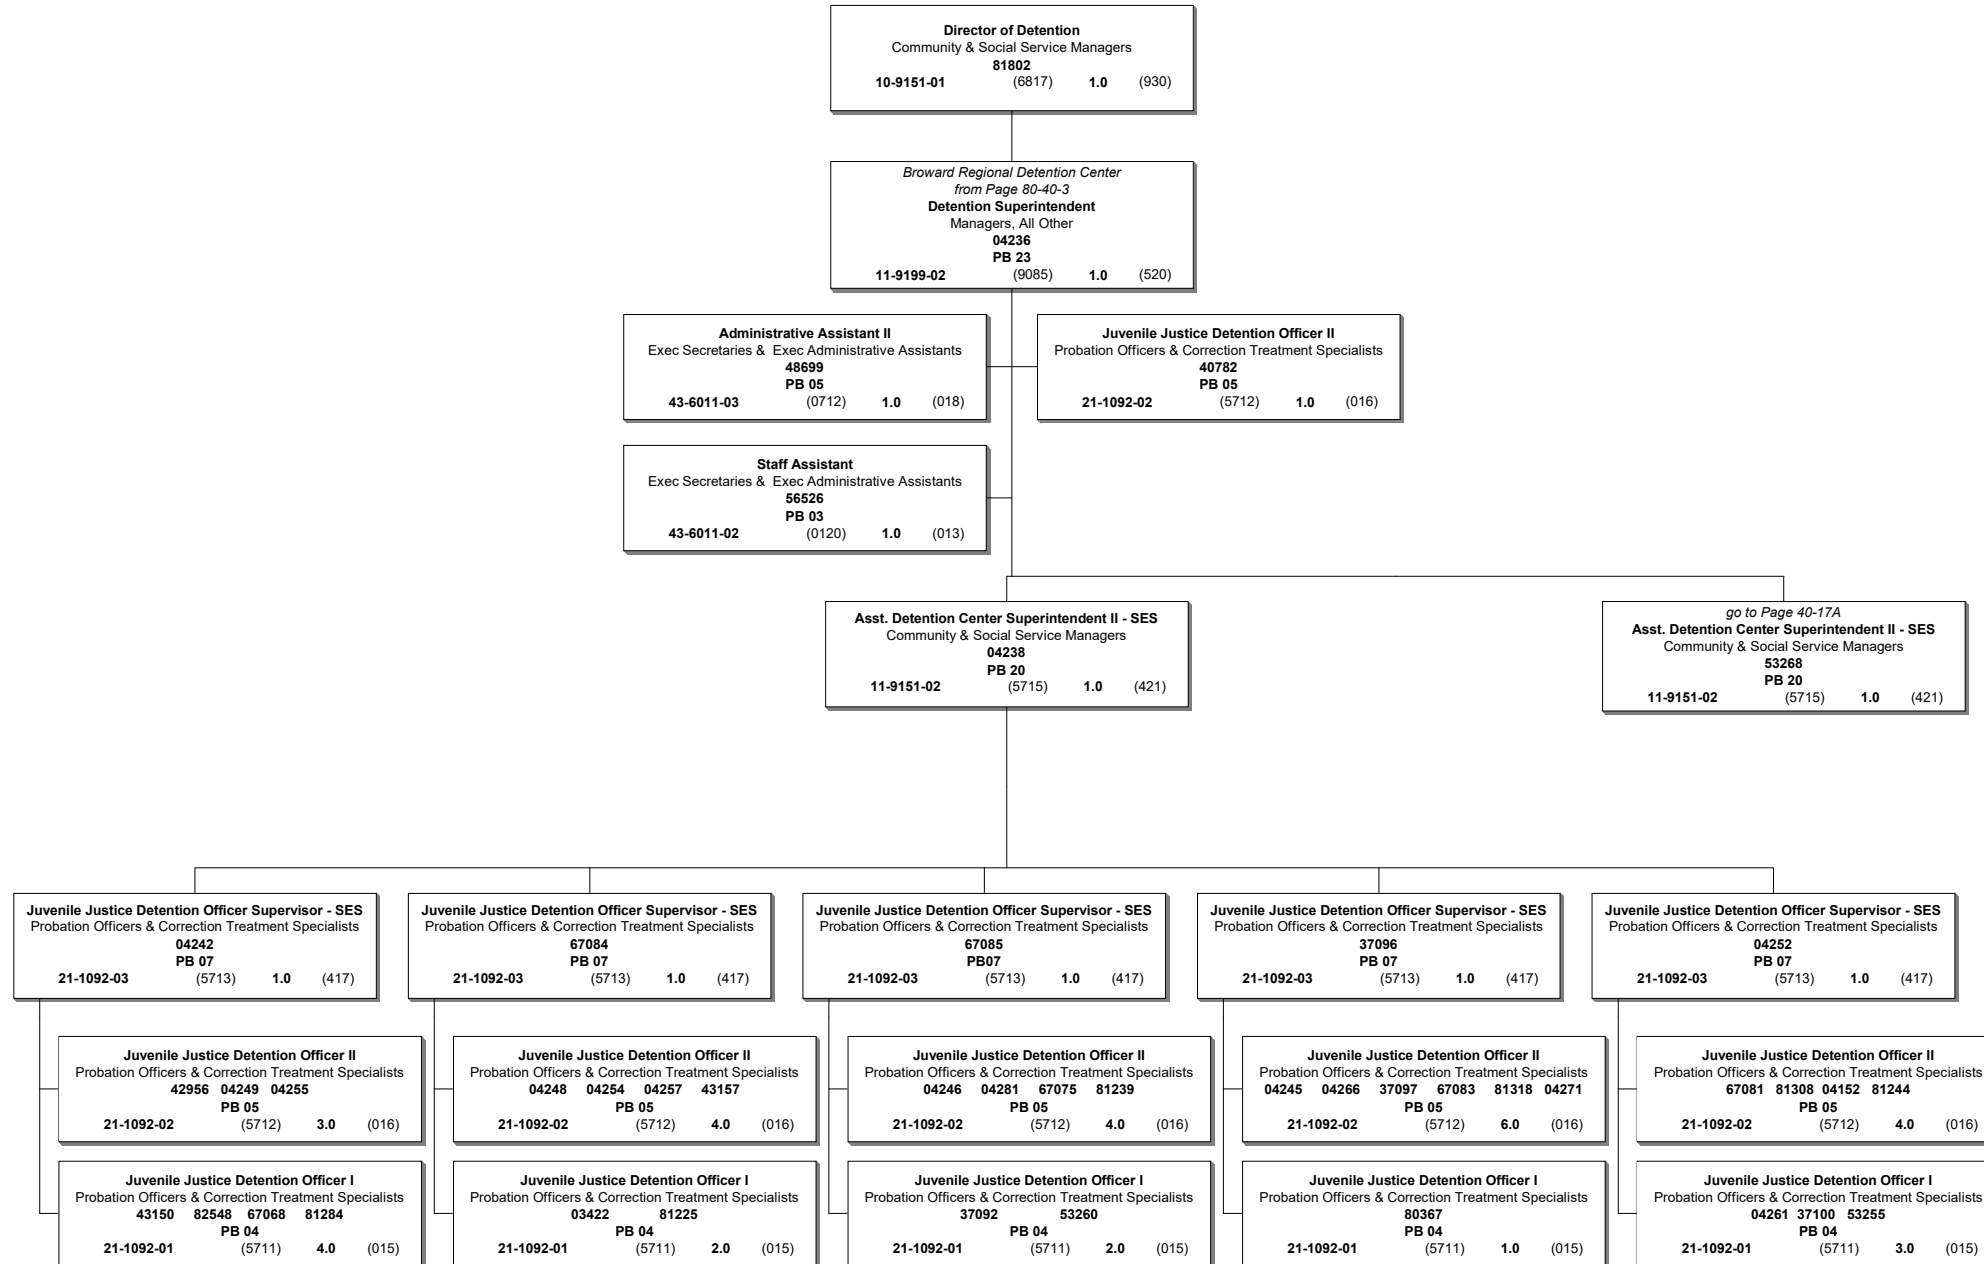 Director of Detention
Community & Social Service Managers
81802
10-9151-01 (6817) 1.0 (930)
Broward Regional Detention Center
from Page 80-40-3
Detention Superintendent
Managers, All Other
04236
PB 23
11-9199-02 (9085) 1.0 (520)
Administrative Assistant II
Exec Secretaries & Exec Administrative Assistants
48699
PB 05
43-6011-03 (0712) 1.0 (018)
Juvenile Justice Detention Officer II
Probation Officers & Correction Treatment Specialists
40782
PB 05
21-1092-02 (5712) 1.0 (016)
Staff Assistant
Exec Secretaries & Exec Administrative Assistants
56526
PB 03
43-6011-02 (0120) 1.0 (013)
Asst. Detention Center Superintendent II - SES
Community & Social Service Managers
04238
PB 20
11-9151-02 (5715) 1.0 (421)
go to Page 40-17A
Asst. Detention Center Superintendent II - SES
Community & Social Service Managers
53268
PB 20
11-9151-02 (5715) 1.0 (421)
Juvenile Justice Detention Officer Supervisor - SES
Probation Officers & Correction Treatment Specialists
04242
PB 07
21-1092-03 (5713) 1.0 (417)
Juvenile Justice Detention Officer Supervisor - SES
Probation Officers & Correction Treatment Specialists
67084
PB 07
21-1092-03 (5713) 1.0 (417)
Juvenile Justice Detention Officer Supervisor - SES
Probation Officers & Correction Treatment Specialists
67085
PB07
21-1092-03 (5713) 1.0 (417)
Juvenile Justice Detention Officer Supervisor - SES
Probation Officers & Correction Treatment Specialists
37096
PB 07
21-1092-03 (5713) 1.0 (417)
Juvenile Justice Detention Officer Supervisor - SES
Probation Officers & Correction Treatment Specialists
04252
PB 07
21-1092-03 (5713) 1.0 (417)
Juvenile Justice Detention Officer II
Probation Officers & Correction Treatment Specialists
42956 04249 04255
PB 05
21-1092-02 (5712) 3.0 (016)
Juvenile Justice Detention Officer II
Probation Officers & Correction Treatment Specialists
04248 04254 04257 43157
PB 05
21-1092-02 (5712) 4.0 (016)
Juvenile Justice Detention Officer II
Probation Officers & Correction Treatment Specialists
04246 04281 67075 81239
PB 05
21-1092-02 (5712) 4.0 (016)
Juvenile Justice Detention Officer II
Probation Officers & Correction Treatment Specialists
04245 04266 37097 67083 81318 04271
PB 05
21-1092-02 (5712) 6.0 (016)
Juvenile Justice Detention Officer II
Probation Officers & Correction Treatment Specialists
67081 81308 04152 81244
PB 05
21-1092-02 (5712) 4.0 (016)
Juvenile Justice Detention Officer I
Probation Officers & Correction Treatment Specialists
43150 82548 67068 81284
PB 04
21-1092-01 (5711) 4.0 (015)
Juvenile Justice Detention Officer I
Probation Officers & Correction Treatment Specialists
03422 81225
PB 04
21-1092-01 (5711) 2.0 (015)
Juvenile Justice Detention Officer I
Probation Officers & Correction Treatment Specialists
37092 53260
PB 04
21-1092-01 (5711) 2.0 (015)
Juvenile Justice Detention Officer I
Probation Officers & Correction Treatment Specialists
80367
PB 04
21-1092-01 (5711) 1.0 (015)
Juvenile Justice Detention Officer I
Probation Officers & Correction Treatment Specialists
04261 37100 53255
PB 04
21-1092-01 (5711) 3.0 (015)